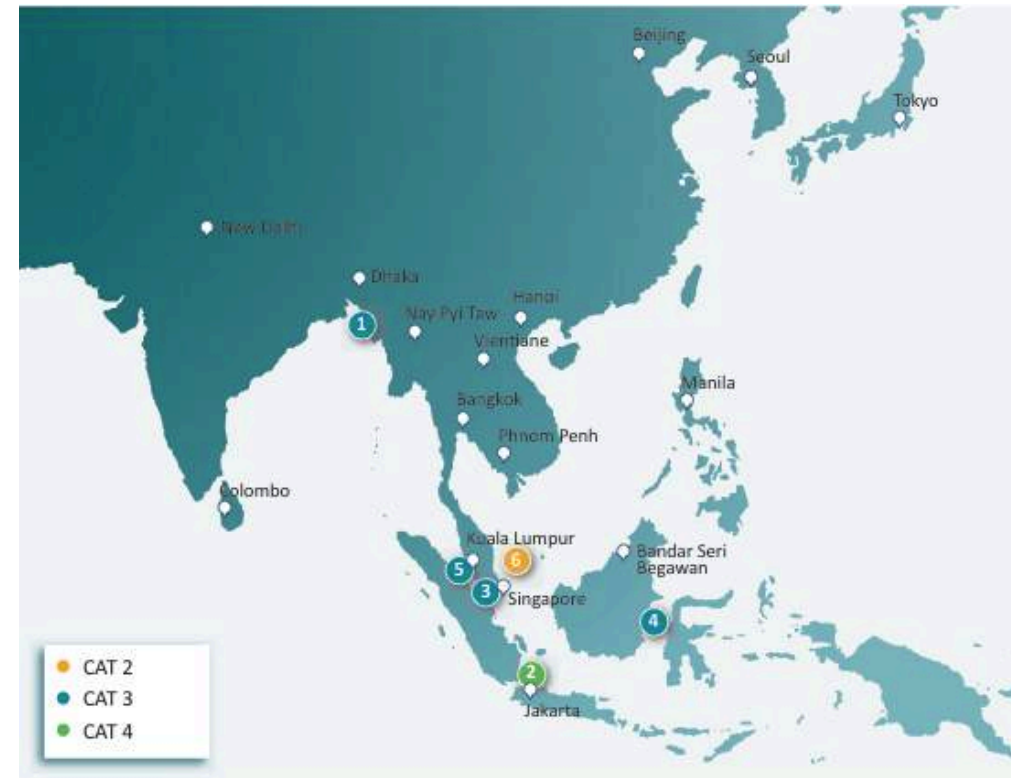 Beijing
Seoul
Tokyo
New Delhi
Dhaka
1
Hanoi
Nay Pyi Taw
Vientiane
Manila
Bangkok
Phnom Penh
Colombo
Kuala Lumpur
6
5
3
Singapore
Bandar Seri
Begawan
4
2
Jakarta
CAT 2
CAT 3
CAT 4